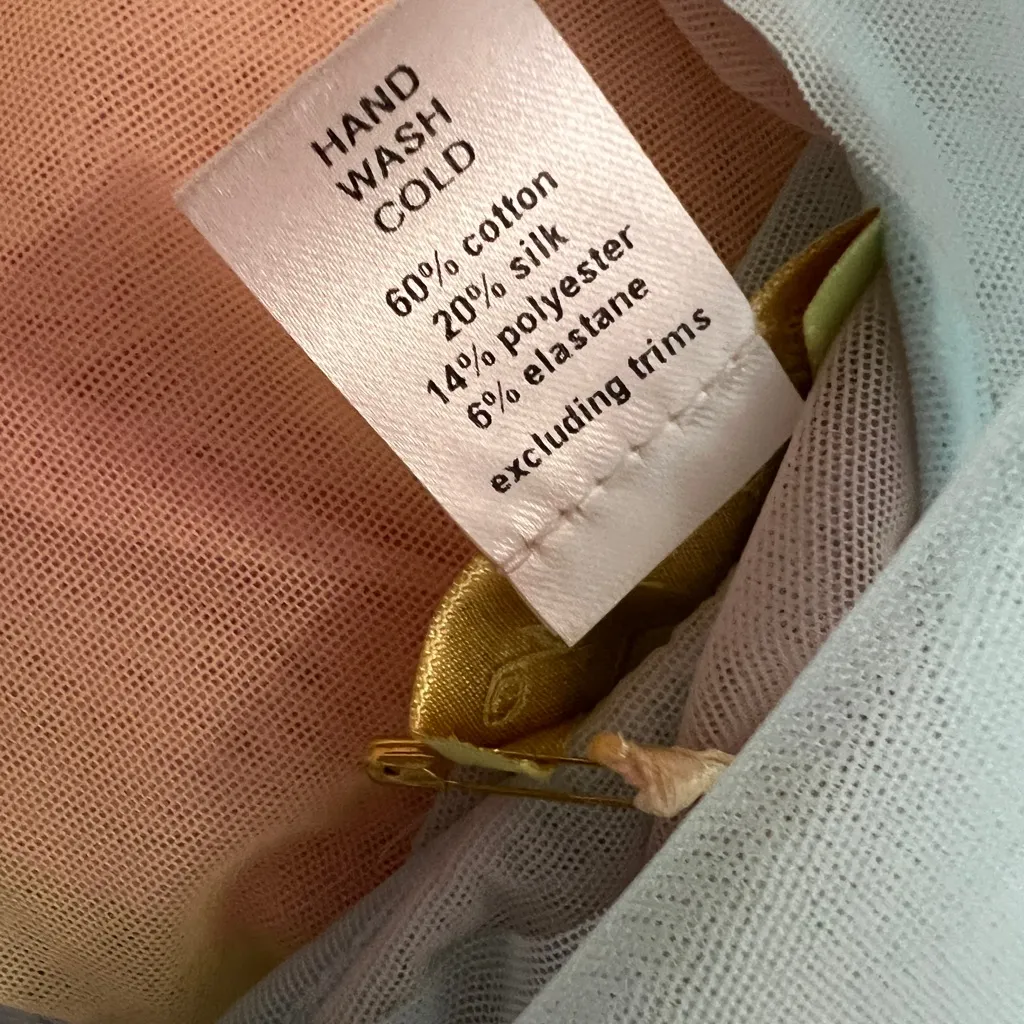 HAND
WASH
COLD
60% cotton
20% silk
14% polyester
6% elastane
excluding trims